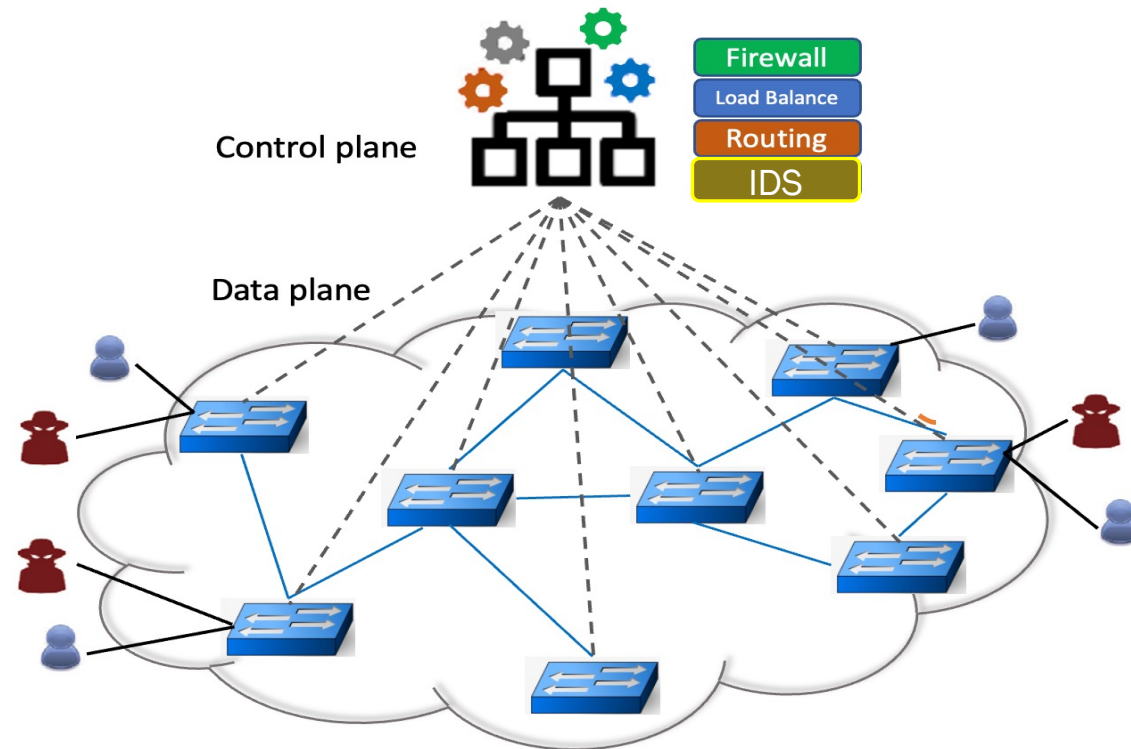 Firewall
Load Balance
Routing
IDS
Control plane
Data plane